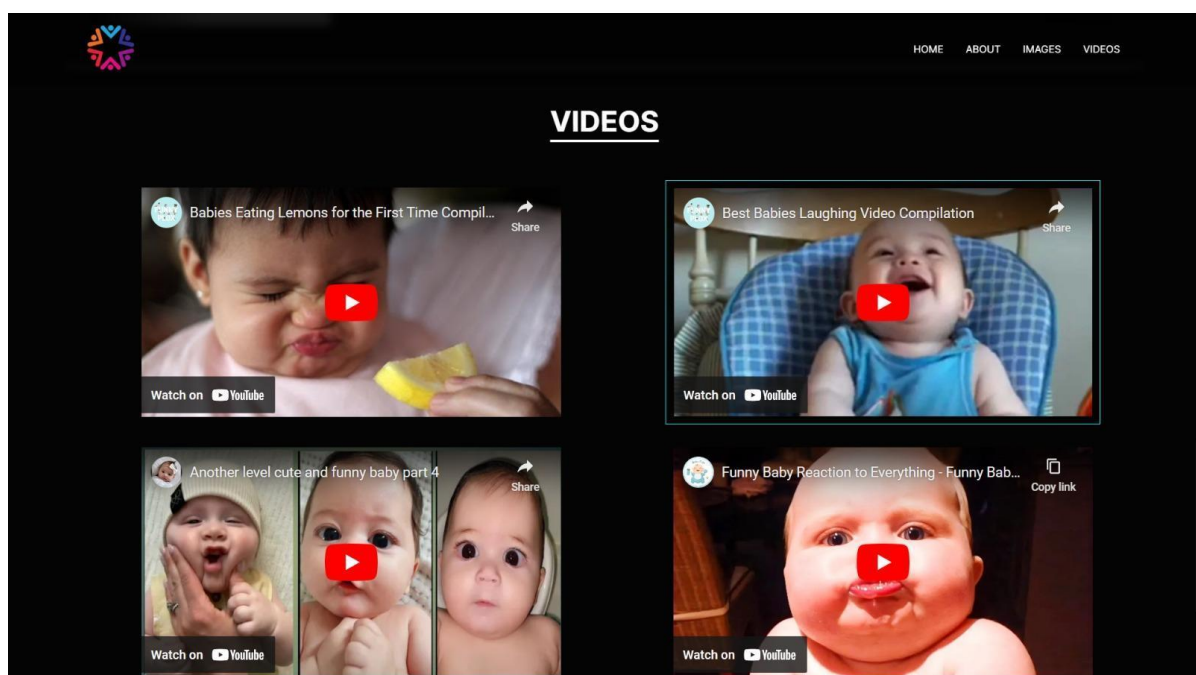 HOME ABOUT IMAGES VIDEOS
VIDEOS
Babies Eating Lemons for the First Time Compil...
Share
Watch on YouTube
Best Babies Laughing Video Compilation
Share
Watch on YouTube
Another level cute and funny baby part 4
Share
Watch on YouTube
Funny Baby Reaction to Everything - Funny Bab...
Copy link
Watch on YouTube